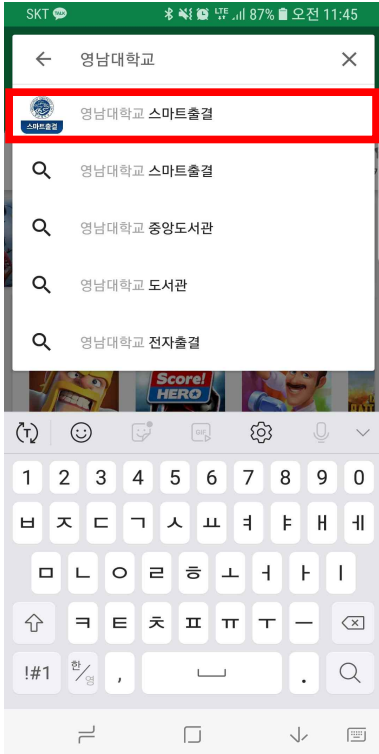 SKT TALK LTE 87% 오전 11:45
영남대학교
스마트출결
영남대학교 스마트출결
영남대학교 스마트출결
영남대학교 중앙도서관
영남대학교 도서관
영남대학교 전자출결
Score!
HERO
T GIF
1 2 3 4 5 6 7 8 9 0
ㅂ ㅈ ㄷ ㄱ ㅅ ㅛ ㅕ ㅑ ㅐ ㅔ
ㅁ ㄴ ㅇ ㄹ ㅎ ㅗ ㅓ ㅏ ㅣ
ㅋ ㅌ ㅊ ㅍ ㅠ ㅜ ㅡ
!#1 한/영 , .